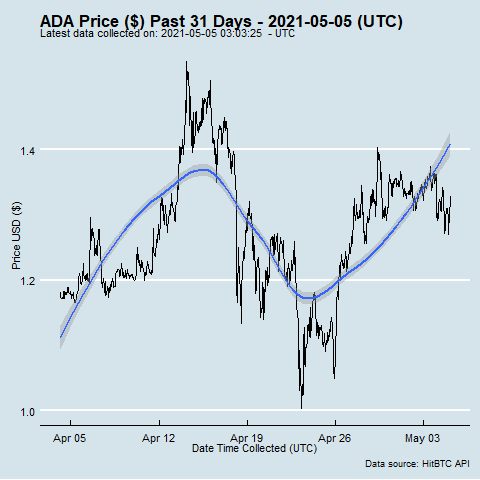 ADA Price ($) Past 31 Days - 2021-05-05 (UTC)
Latest data collected on: 2021-05-05 03:03:25  - UTC
Price USD ($)
1.4
1.2
1.0
Apr 05
Apr 12
Apr 19
Apr 26
May 03
Date Time Collected (UTC)
Data source: HitBTC API